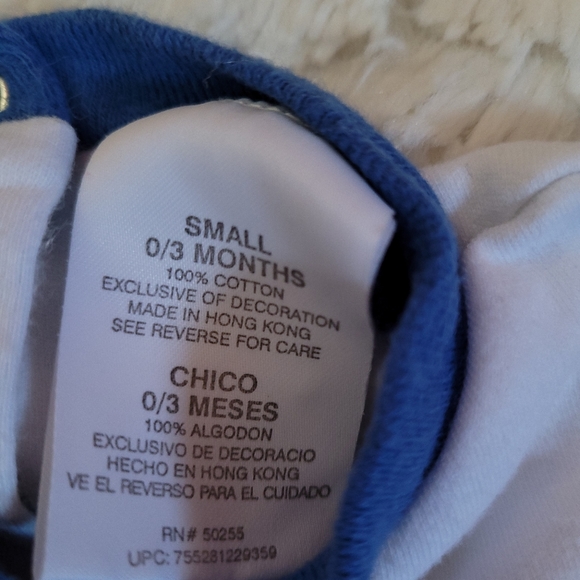 SMALL
0/3 MONTHS
100% COTTON
EXCLUSIVE OF DECORATION
MADE IN HONG KONG
SEE REVERSE FOR CARE
CHICO
0/3 MESES
100% ALGODON
EXCLUSIVO DE DECORACIO
HECHO EN HONG KONG
VE EL REVERSO PARA EL CUIDADO
RN# 50255
UPC: 755281229359